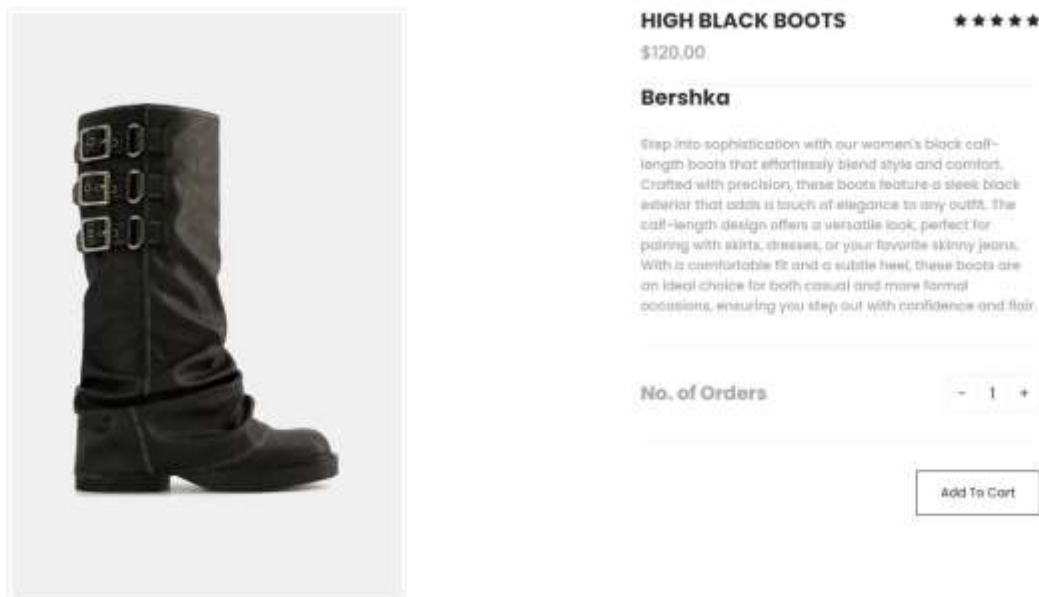 HIGH BLACK BOOTS
$120.00
Bershka
Step into sophistication with our women's black calf-
length boots that effortlessly blend style and comfort.
Crafted with precision, these boots feature a sleek black
exterior that adds a touch of elegance to any outfit. The
calf-length design offers a versatile look, perfect for
pairing with skirts, dresses, or your favorite skinny jeans.
With a comfortable fit and a subtle heel, these boots are
an ideal choice for both casual and more formal
occasions, ensuring you step out with confidence and flair.
No. of Orders
- 1 +
Add To Cart